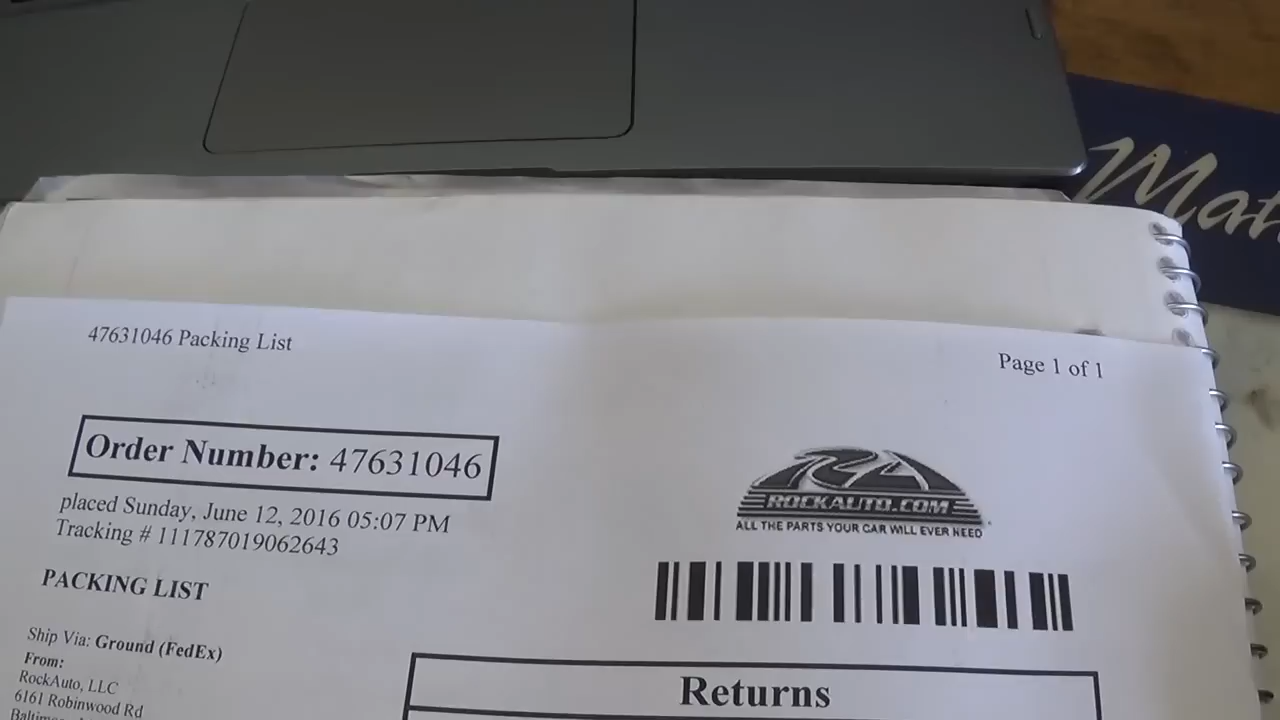 Mat
47631046 Packing List
Page 1 of 1
Order Number: 47631046
placed Sunday, June 12, 2016 05:07 PM
Tracking # 111787019062643
RA
ROCKAUTO.COM
ALL THE PARTS YOUR CAR WILL EVER NEED
PACKING LIST
Ship Via: Ground (FedEx)
From:
RockAuto, LLC
6161 Robinwood Rd
Returns